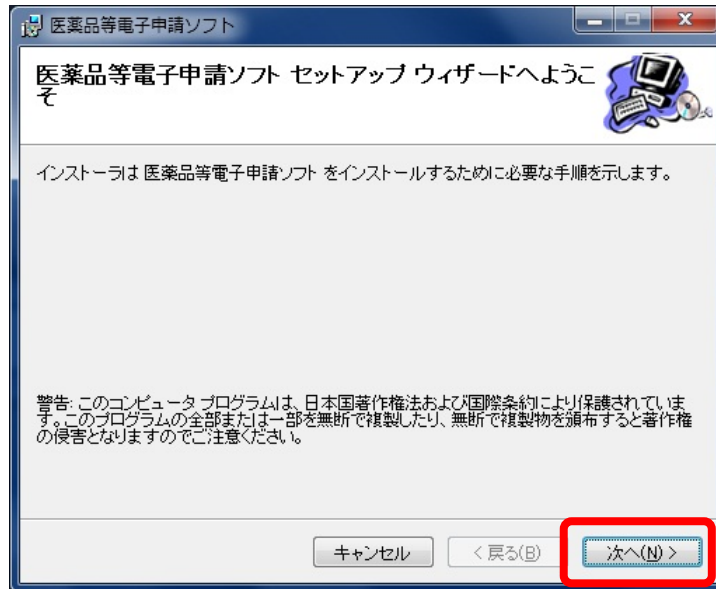 医薬品等電子申請ソフト
医薬品等電子申請ソフト セットアップ ウィザードへようこ
そ
インストーラは 医薬品等電子申請ソフト をインストールするために必要な手順を示します。
警告: このコンピュータ プログラムは、日本国著作権法および国際条約により保護されていま
す。このプログラムの全部または一部を無断で複製したり、無断で複製物を頒布すると著作権
の侵害となりますのでご注意ください。
キャンセル
< 戻る(B)
次へ(N) >